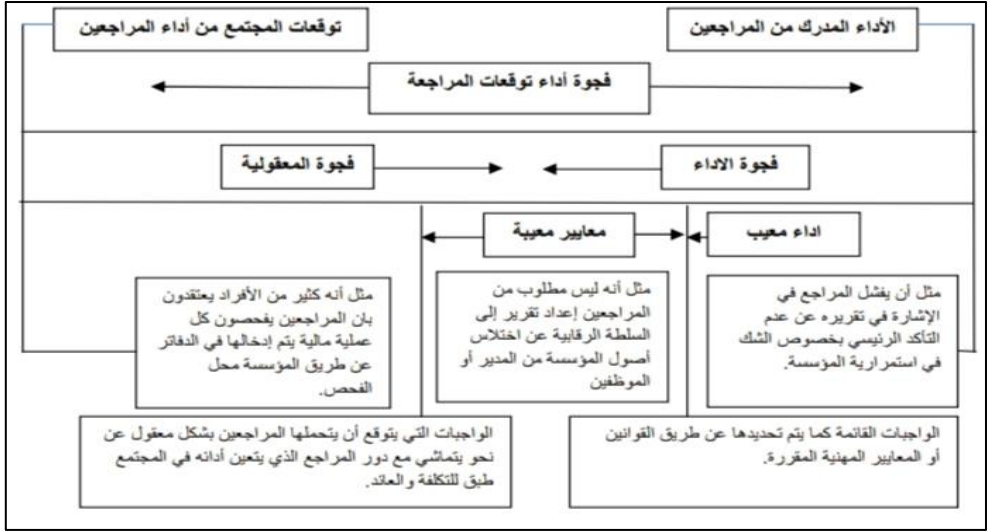 الأداء المدرك من المراجعين
توقعات المجتمع من أداء المراجعين
فجوة أداء توقعات المراجعة
فجوة الاداء
فجوة المعقولية
اداء معيب
معايير معيبة
مثل أن يفشل المراجع في
الإشارة في تقريره عن عدم
التأكد الرئيسي بخصوص الشك
في استمرارية المؤسسة.
مثل أنه ليس مطلوب من
المراجعين إعداد تقرير إلى
السلطة الرقابية عن اختلاس
أصول المؤسسة من المدير أو
الموظفين
مثل أنه كثير من الأفراد يعتقدون
بان المراجعين يفحصون كل
عملية مالية يتم إدخالها في الدفاتر
عن طريق المؤسسة محل
الفحص.
الواجبات القائمة كما يتم تحديدها عن طريق القوانين
أو المعايير المهنية المقررة.
الواجبات التي يتوقع أن يتحملها المراجعين بشكل معقول عن
نحو يتماشي مع دور المراجع الذي يتعين أدائه في المجتمع
طبق للتكلفة والعائد.